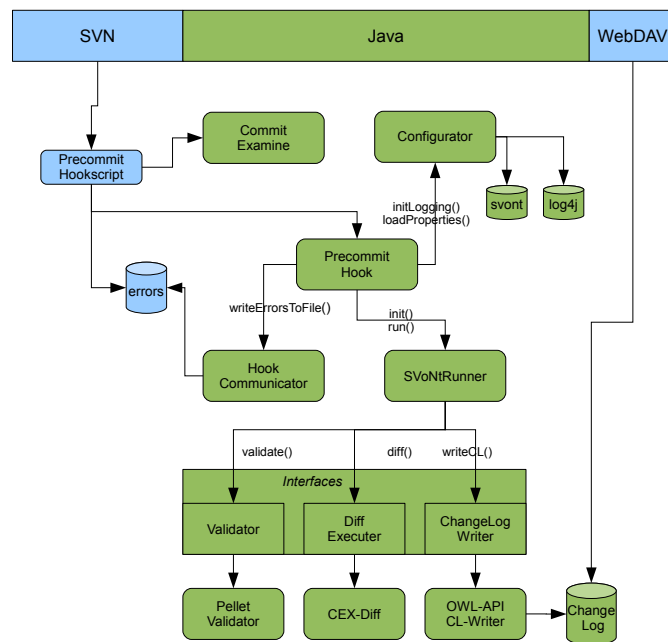 SVN
Java
WebDAV
Commit
Examine
Configurator
Precommit
Hookscript
svont
log4j
initLogging()
loadProperties()
Precommit
Hook
errors
writeErrorsToFile()
init()
run()
Hook
Communicator
SVoNtRunner
validate()
diff()
writeCL()
Interfaces
Validator
Diff
Executer
ChangeLog
Writer
Pellet
Validator
CEX-Diff
OWL-API
CL-Writer
Change
Log